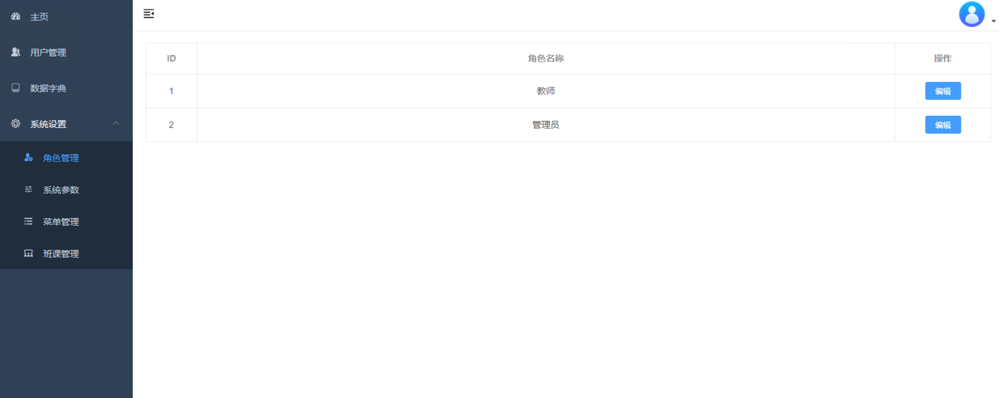 主页
用户管理
数据字典
系统设置
角色管理
系统参数
菜单管理
班课管理
ID 角色名称 操作
1 教师 编辑
2 管理员 编辑